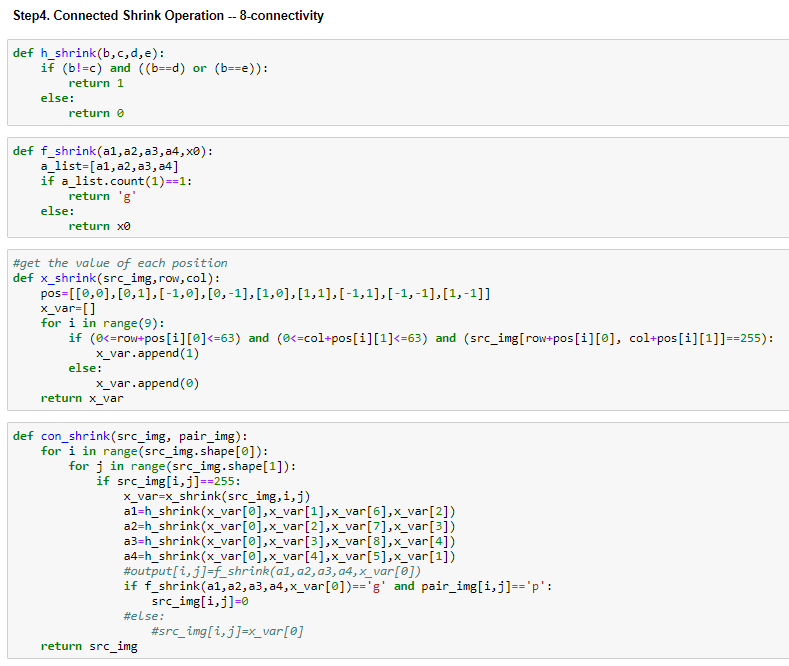 Step4. Connected Shrink Operation -- 8-connectivity
def h_shrink(b,c,d,e):
    if (b!=c) and ((b==d) or (b==e)):
        return 1
    else:
        return 0
def f_shrink(a1,a2,a3,a4,x0):
    a_list=[a1,a2,a3,a4]
    if a_list.count(1)==1:
        return 'g'
    else:
        return x0
#get the value of each position
def x_shrink(src_img,row,col):
    pos=[[0,0],[0,1],[-1,0],[0,-1],[1,0],[1,1],[-1,1],[-1,-1],[1,-1]]
    x_var=[]
    for i in range(9):
        if (0<=row+pos[i][0]<=63) and (0<=col+pos[i][1]<=63) and (src_img[row+pos[i][0], col+pos[i][1]]==255):
            x_var.append(1)
        else:
            x_var.append(0)
    return x_var
def con_shrink(src_img, pair_img):
    for i in range(src_img.shape[0]):
        for j in range(src_img.shape[1]):
            if src_img[i,j]==255:
                x_var=x_shrink(src_img,i,j)
                a1=h_shrink(x_var[0],x_var[1],x_var[6],x_var[2])
                a2=h_shrink(x_var[0],x_var[2],x_var[7],x_var[3])
                a3=h_shrink(x_var[0],x_var[3],x_var[8],x_var[4])
                a4=h_shrink(x_var[0],x_var[4],x_var[5],x_var[1])
                #output[i,j]=f_shrink(a1,a2,a3,a4,x_var[0])
                if f_shrink(a1,a2,a3,a4,x_var[0])=='g' and pair_img[i,j]=='p':
                    src_img[i,j]=0
                #else:
                    #src_img[i,j]=x_var[0]
    return src_img